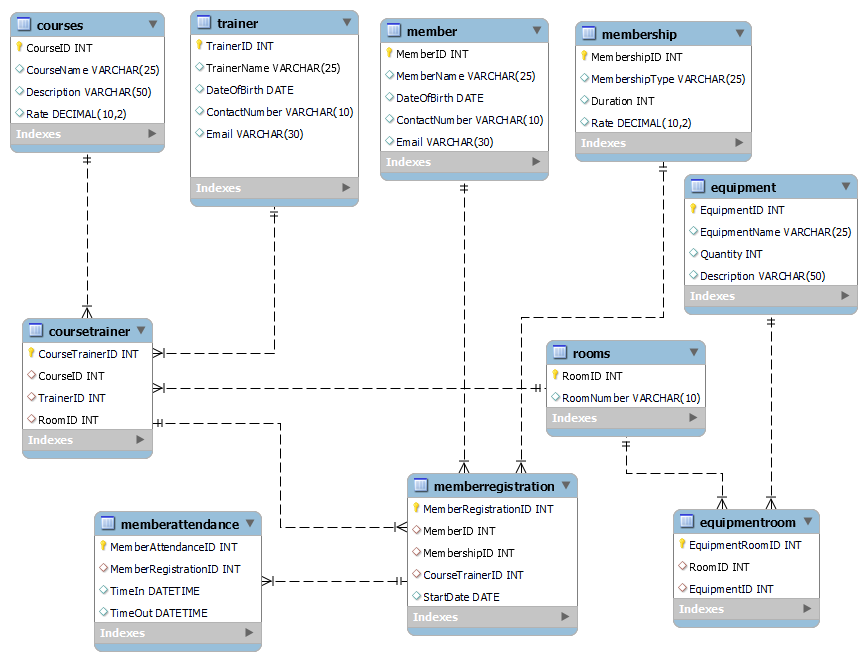 courses
CourseID INT
CourseName VARCHAR(25)
Description VARCHAR(50)
Rate DECIMAL(10,2)
Indexes
trainer
TrainerID INT
TrainerName VARCHAR(25)
DateOfBirth DATE
ContactNumber VARCHAR(10)
Email VARCHAR(30)
Indexes
member
MemberID INT
MemberName VARCHAR(25)
DateOfBirth DATE
ContactNumber VARCHAR(10)
Email VARCHAR(30)
Indexes
membership
MembershipID INT
MembershipType VARCHAR(25)
Duration INT
Rate DECIMAL(10,2)
Indexes
equipment
EquipmentID INT
EquipmentName VARCHAR(25)
Quantity INT
Description VARCHAR(50)
Indexes
coursetrainer
CourseTrainerID INT
CourseID INT
TrainerID INT
RoomID INT
Indexes
rooms
RoomID INT
RoomNumber VARCHAR(10)
Indexes
memberattendance
MemberAttendanceID INT
MemberRegistrationID INT
TimeIn DATETIME
TimeOut DATETIME
Indexes
memberregistration
MemberRegistrationID INT
MemberID INT
MembershipID INT
CourseTrainerID INT
StartDate DATE
Indexes
equipmentroom
EquipmentRoomID INT
RoomID INT
EquipmentID INT
Indexes